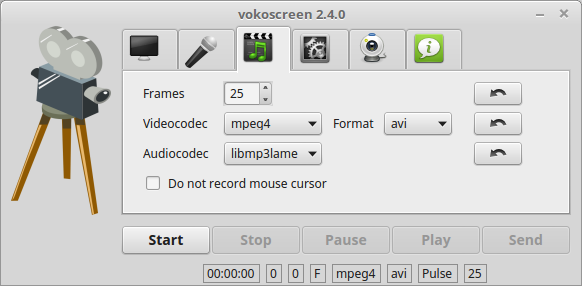 vokoscreen 2.4.0
Frames 25
Videocodec mpeg4 Format avi
Audiocodec libmp3lame
Do not record mouse cursor
Start Stop Pause Play Send
00:00:00 0 0 F mpeg4 avi Pulse 25